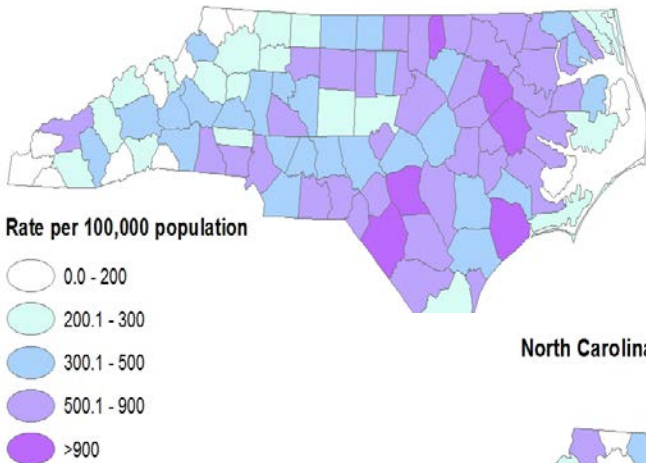 Rate per 100,000 population
0.0 - 200
200.1 - 300
300.1 - 500
500.1 - 900
>900
North Carolina